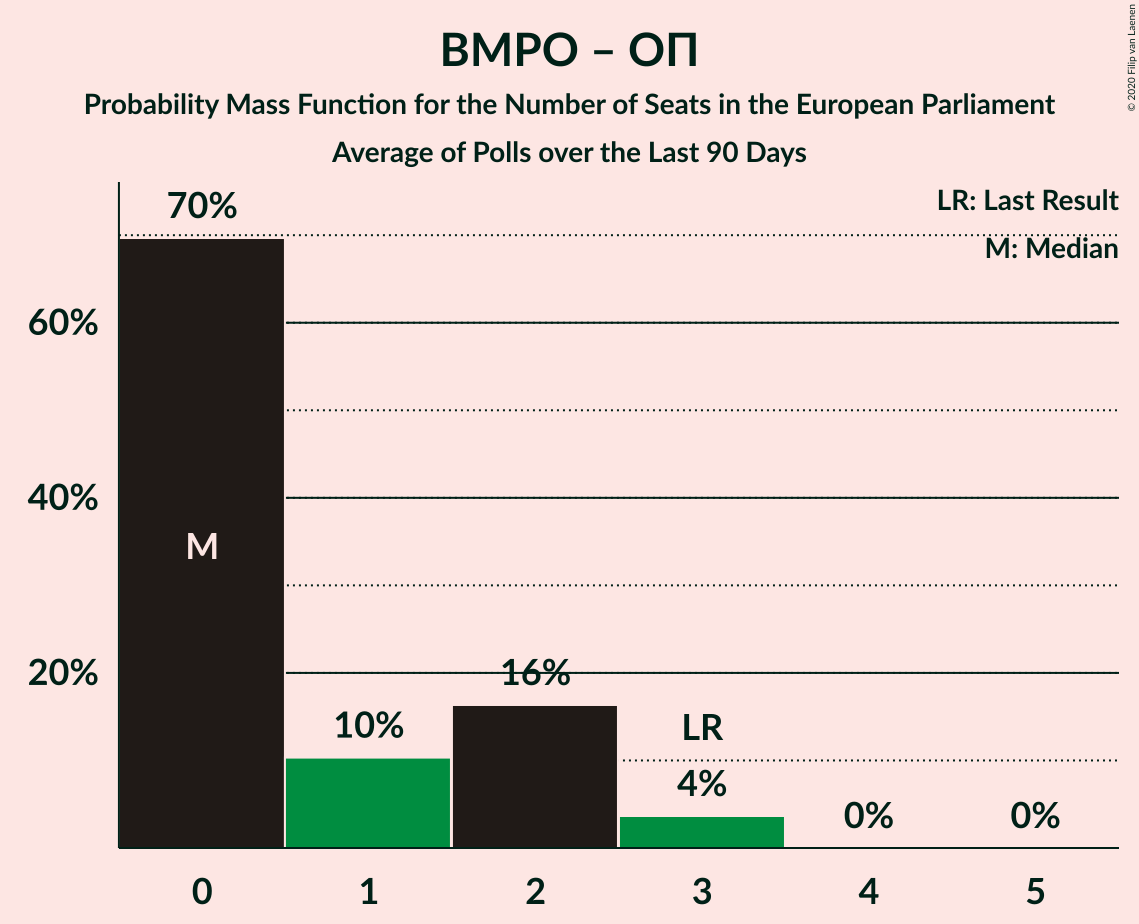 ВМРО – ОП
Probability Mass Function for the Number of Seats in the European Parliament
Average of Polls over the Last 90 Days
© 2020 Filip van Laenen
LR: Last Result
M: Median
70%
60%
40%
20%
M
10%
16%
LR
4%
0%
0%
0
1
2
3
4
5